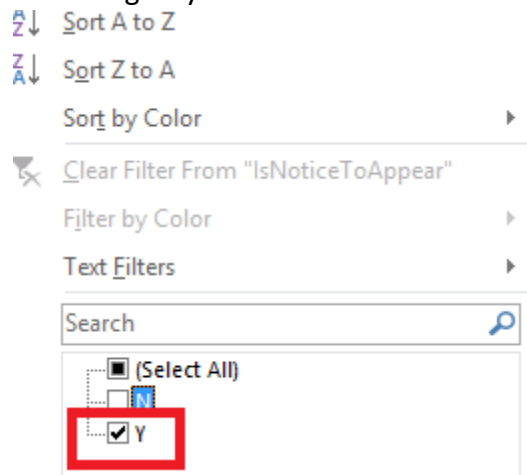 Sort A to Z
Sort Z to A
Sort by Color
Clear Filter From "IsNoticeToAppear"
Filter by Color
Text Filters
Search
(Select All)
N
Y